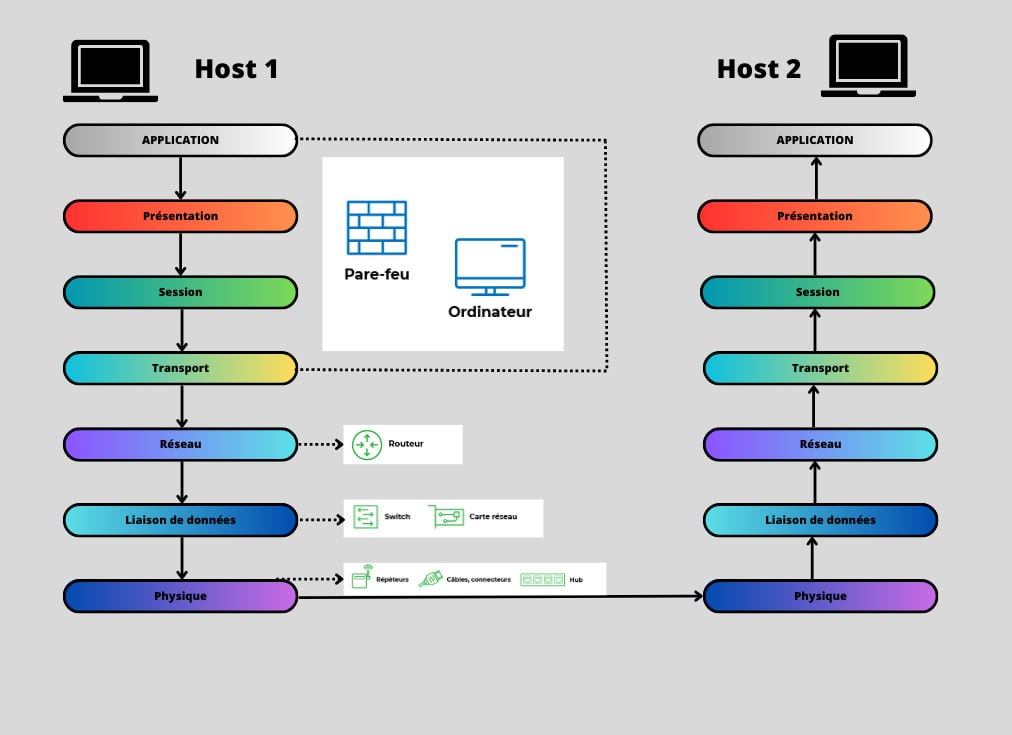 Host 1
Host 2
APPLICATION
APPLICATION
Présentation
Présentation
Pare-feu
Ordinateur
Session
Session
Transport
Transport
Réseau
Routeur
Réseau
Liaison de données
Switch
Carte réseau
Liaison de données
Répéteurs
Câbles, connecteurs
Hub
Physique
Physique